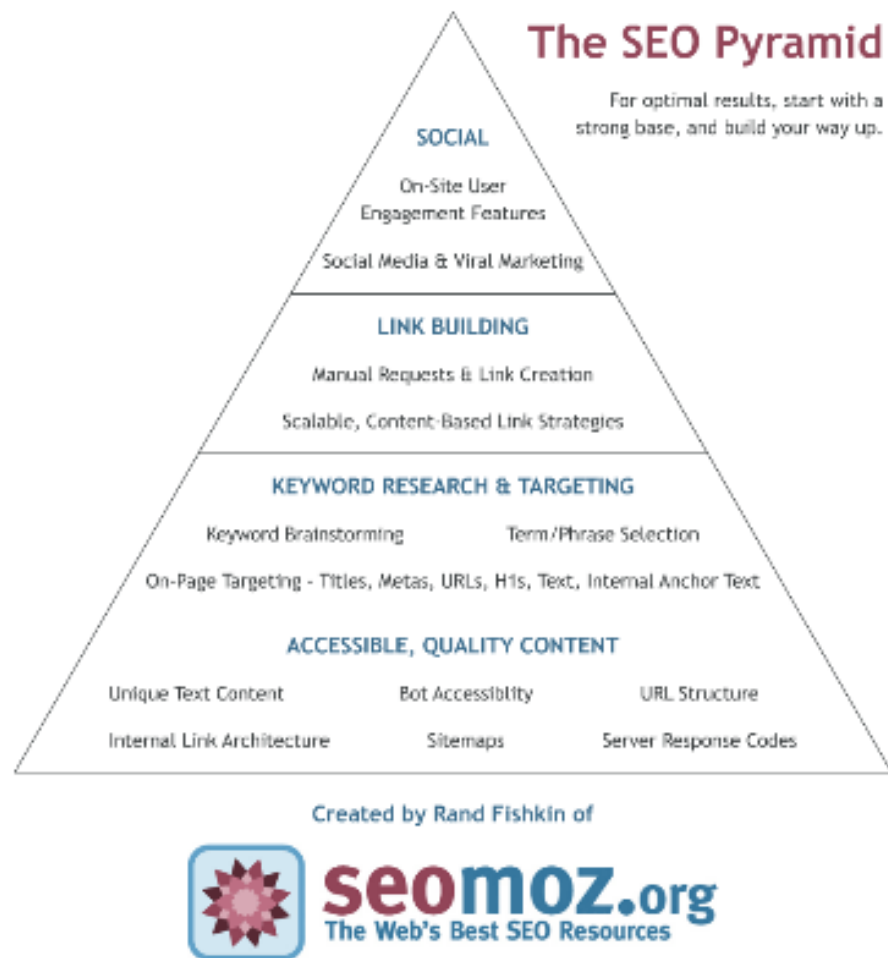 The SEO Pyramid
For optimal results, start with a
strong base, and build your way up.
SOCIAL
On-Site User
Engagement Features
Social Media & Viral Marketing
LINK BUILDING
Manual Requests & Link Creation
Scalable, Content-Based Link Strategies
KEYWORD RESEARCH & TARGETING
Keyword Brainstorming Term/Phrase Selection
On-Page Targeting - Titles, Metas, URLs, H1s, Text, Internal Anchor Text
ACCESSIBLE, QUALITY CONTENT
Unique Text Content Bot Accessiblity URL Structure
Internal Link Architecture Sitemaps Server Response Codes
Created by Rand Fishkin of
seomoz.org
The Web's Best SEO Resources